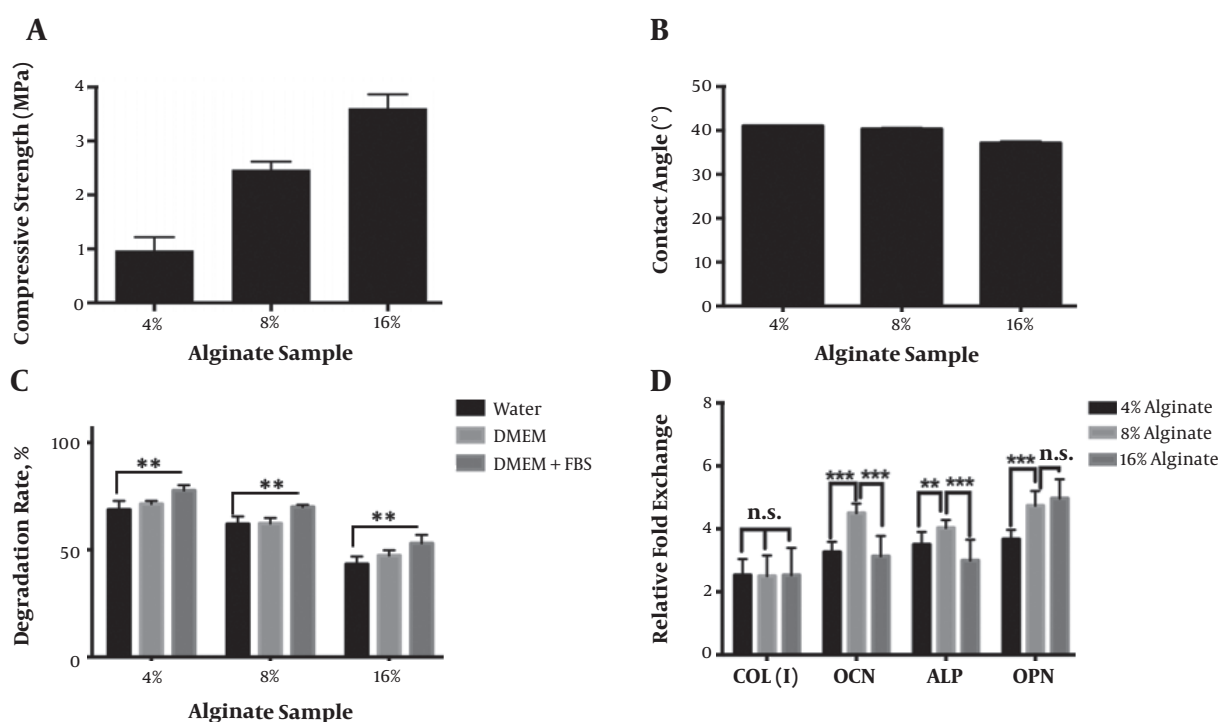 A
Compressive Strength (MPa)
4
3
2
1
0
4% 8% 16%
Alginate Sample
B
Contact Angle (°)
50
40
30
20
10
0
4% 8% 16%
Alginate Sample
C
Degradation Rate, %
100
50
0
** ** **
Water
DMEM
DMEM + FBS
4% 8% 16%
Alginate Sample
D
Relative Fold Exchange
8
6
4
2
0
n.s.
*** ***
** ***
*** n.s.
4% Alginate
8% Alginate
16% Alginate
COL (I) OCN ALP OPN